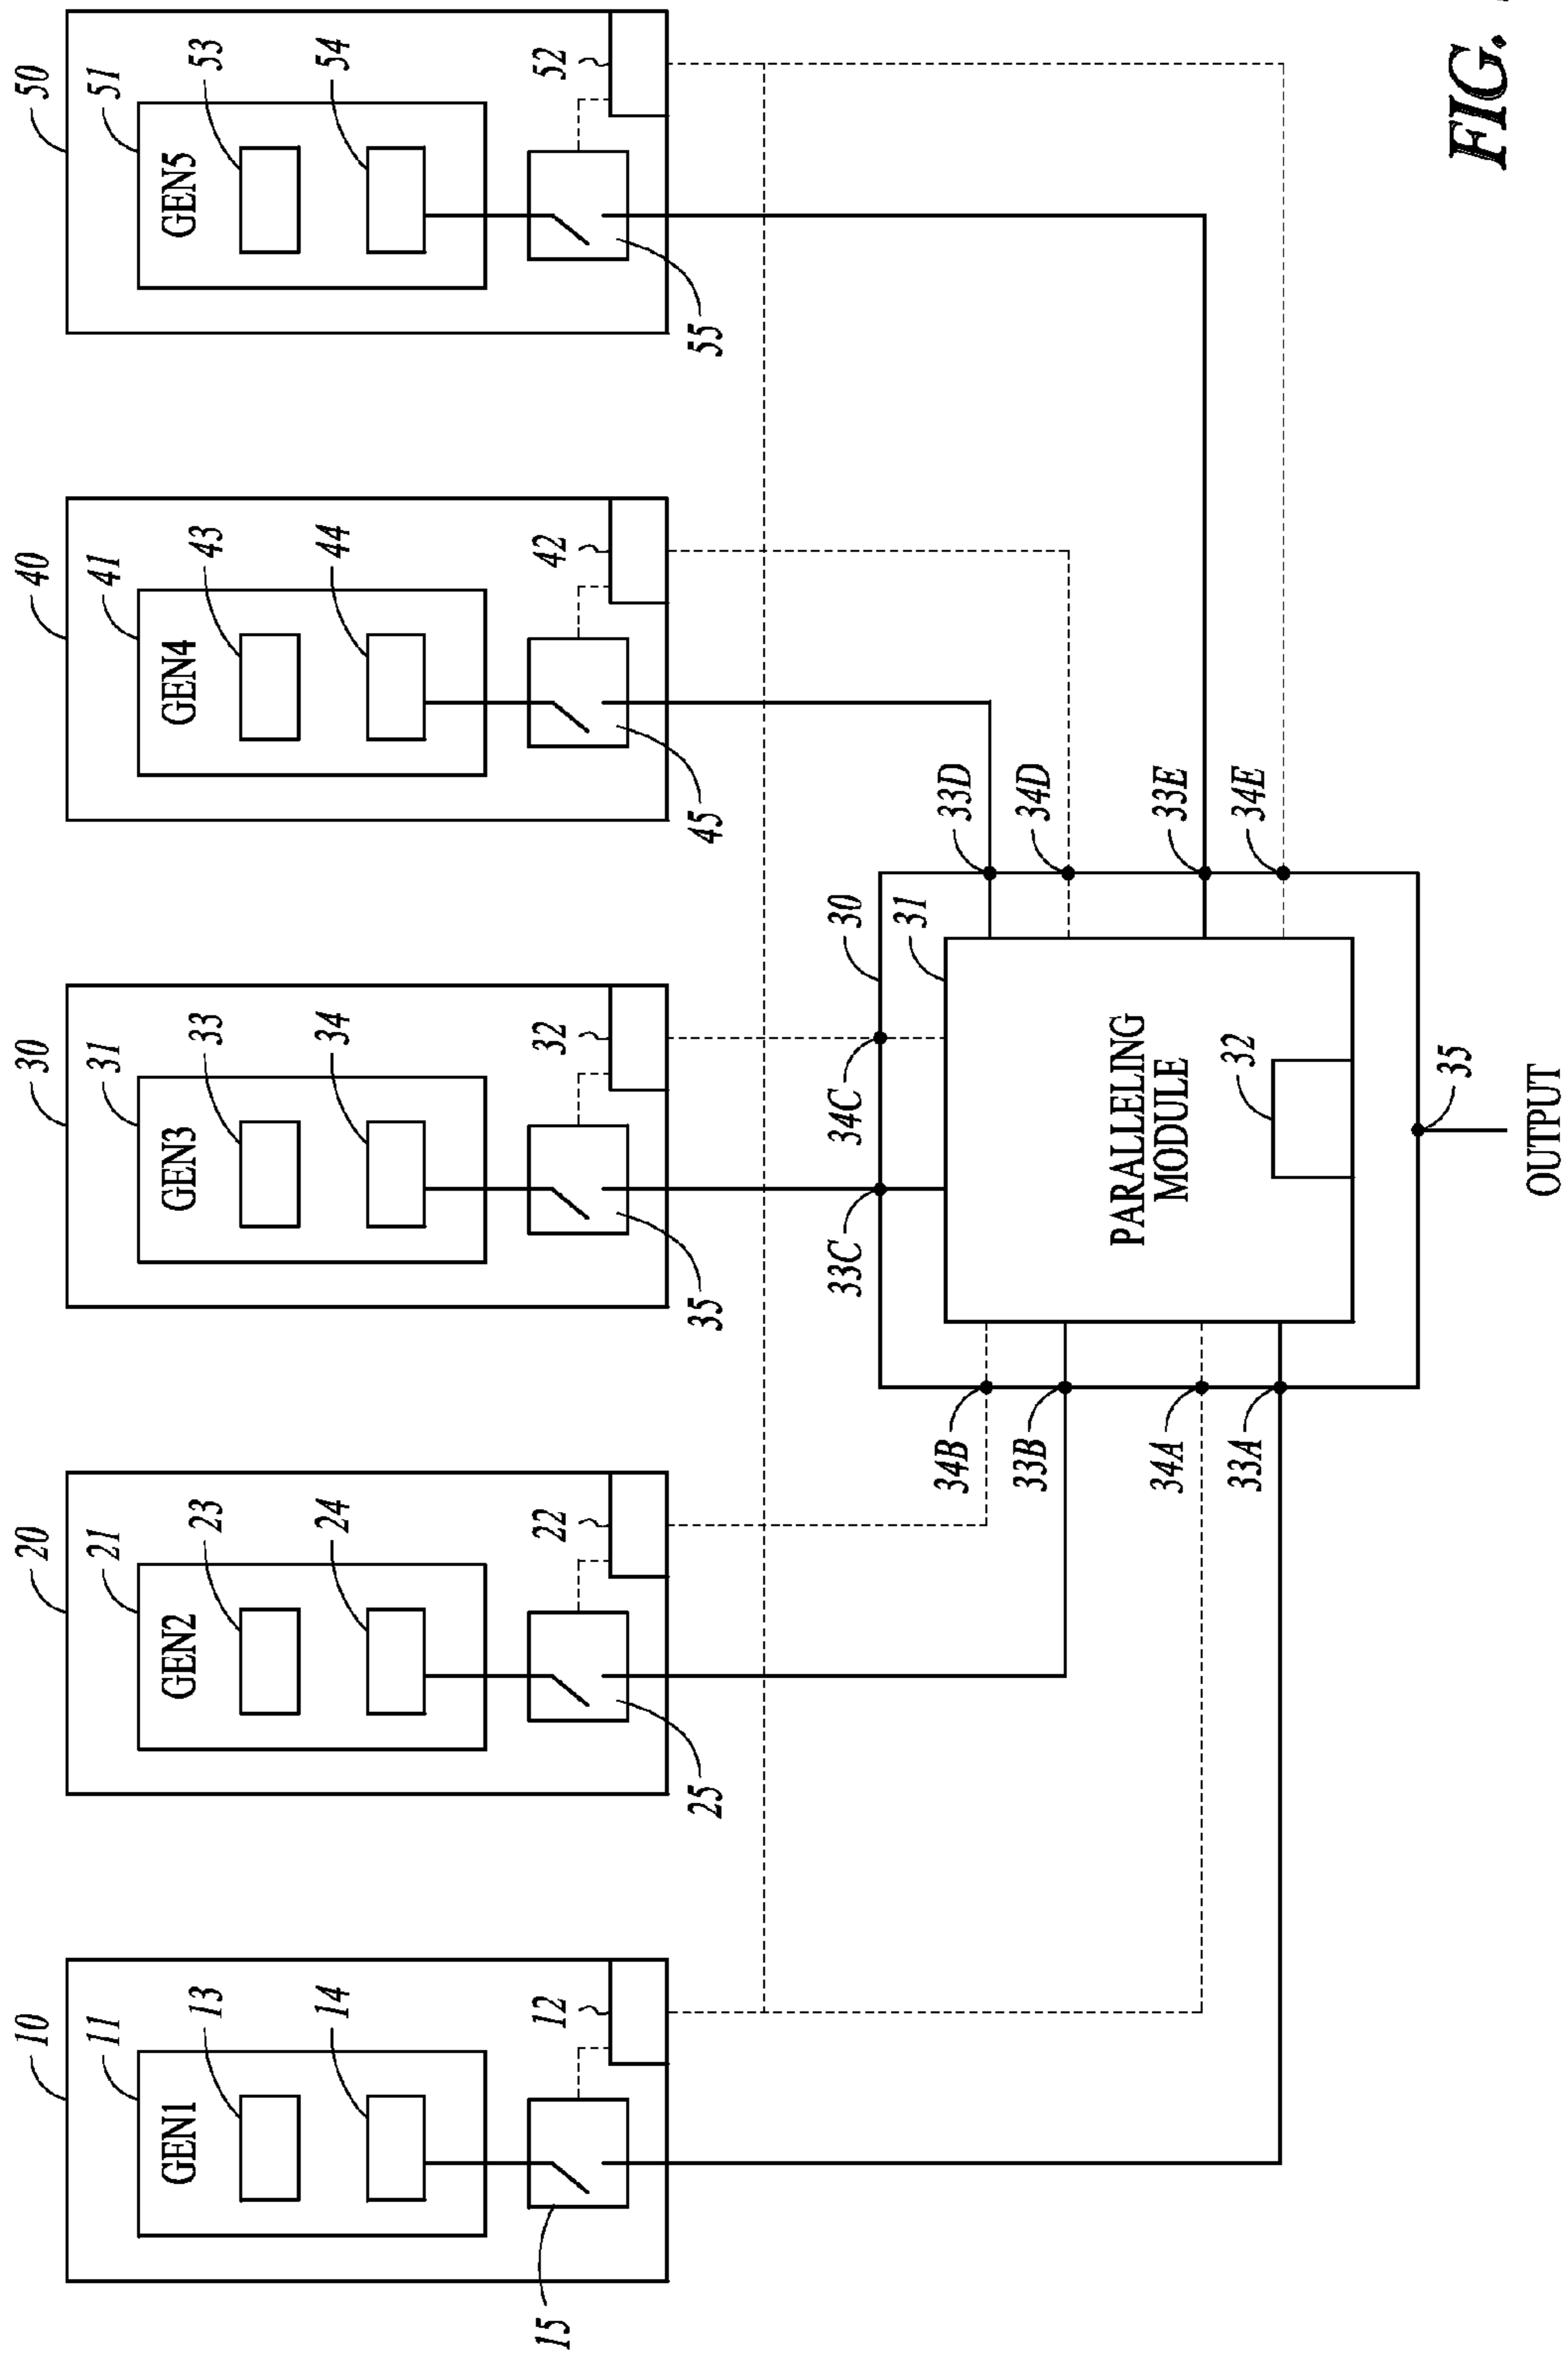 10
11
GEN1
13
14
12
15
20
21
GEN2
23
24
22
25
30
31
GEN3
33
34
32
35
40
41
GEN4
43
44
42
45
50
51
GEN5
53
54
52
55
33C
34C
30
31
34B
33B
34A
33A
33D
34D
33E
34E
PARALLELING
MODULE
32
35
OUTPUT
FIG.